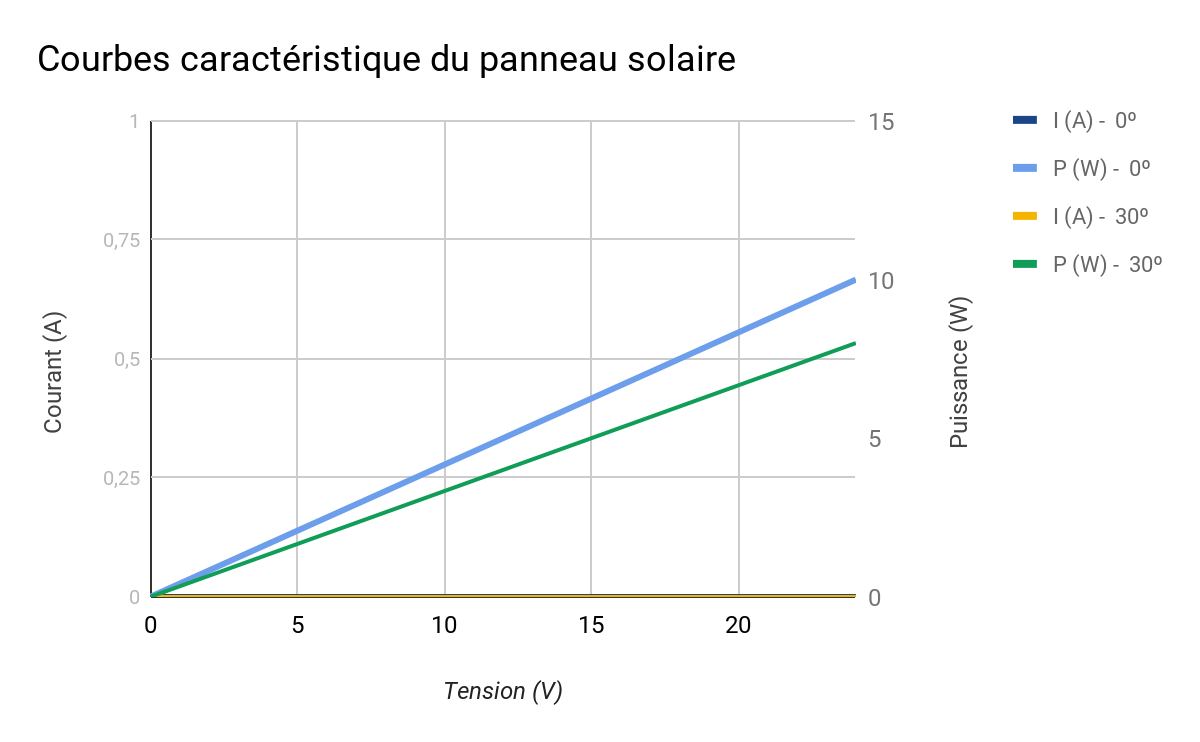 Courbes caractéristique du panneau solaire
1
0,75
0,5
0,25
0
Courant (A)
15
10
5
0
Puissance (W)
0 5 10 15 20
Tension (V)
I (A) - 0º
P (W) - 0º
I (A) - 30º
P (W) - 30º